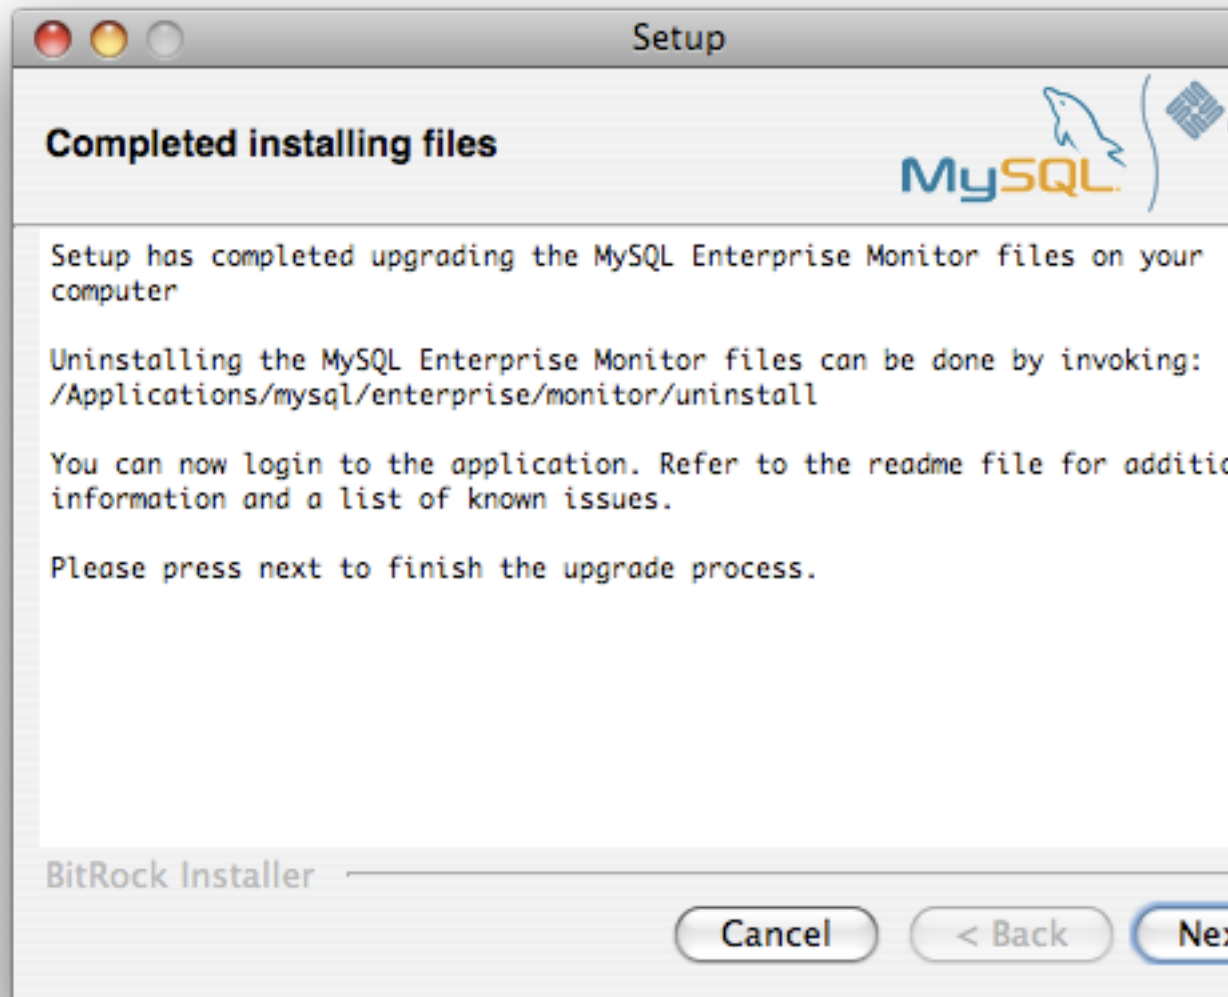 Setup
Completed installing files
MySQL
Setup has completed upgrading the MySQL Enterprise Monitor files on your
computer
Uninstalling the MySQL Enterprise Monitor files can be done by invoking:
/Applications/mysql/enterprise/monitor/uninstall
You can now login to the application. Refer to the readme file for
information and a list of known issues.
Please press next to finish the upgrade process.
BitRock Installer
Cancel
< Back